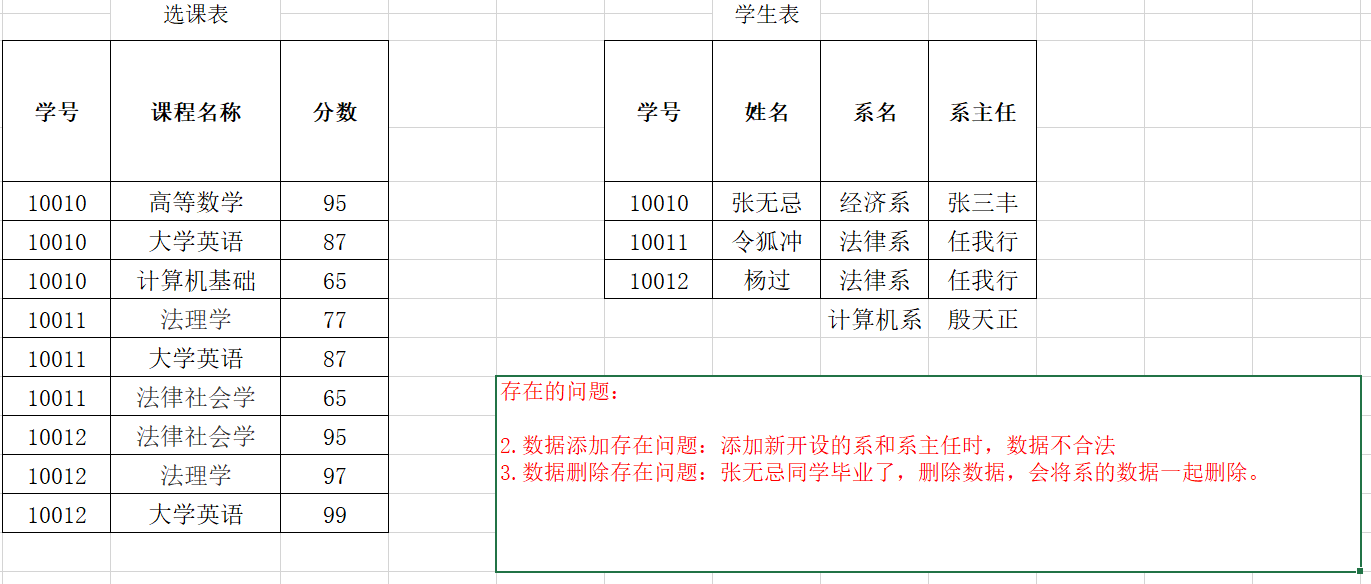 选课表
学号 课程名称 分数
10010 高等数学 95
10010 大学英语 87
10010 计算机基础 65
10011 法理学 77
10011 大学英语 87
10011 法律社会学 65
10012 法律社会学 95
10012 法理学 97
10012 大学英语 99
学生表
学号 姓名 系名 系主任
10010 张无忌 经济系 张三丰
10011 令狐冲 法律系 任我行
10012 杨过 法律系 任我行
计算机系 殷天正
存在的问题：
2.数据添加存在问题：添加新开设的系和系主任时，数据不合法
3.数据删除存在问题：张无忌同学毕业了，删除数据，会将系的数据一起删除。